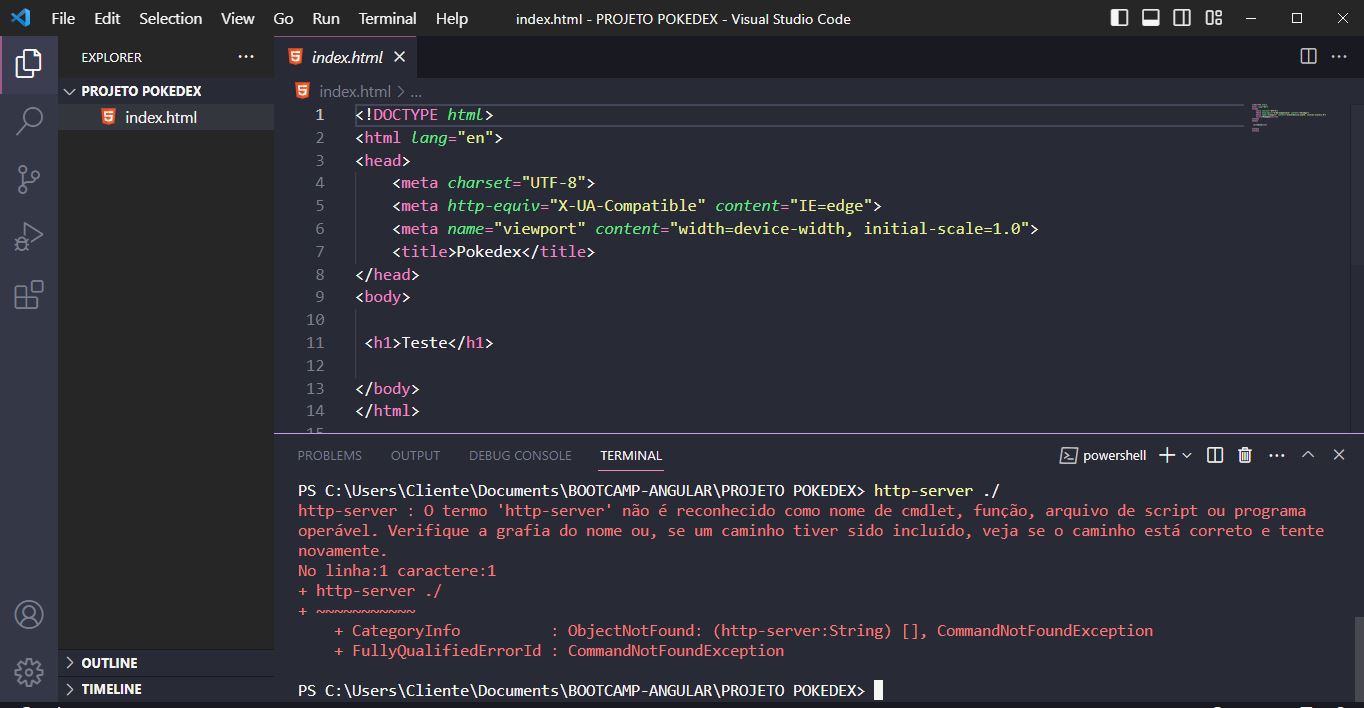 File Edit Selection View Go Run Terminal Help index.html - PROJETO POKEDEX - Visual Studio Code
EXPLORER
PROJETO POKEDEX
index.html
OUTLINE
TIMELINE
index.html
index.html > ...
1 <!DOCTYPE html>
2 <html lang="en">
3 <head>
4 <meta charset="UTF-8">
5 <meta http-equiv="X-UA-Compatible" content="IE=edge">
6 <meta name="viewport" content="width=device-width, initial-scale=1.0">
7 <title>Pokedex</title>
8 </head>
9 <body>
10
11 <h1>Teste</h1>
12
13 </body>
14 </html>
15
PROBLEMS OUTPUT DEBUG CONSOLE TERMINAL powershell
PS C:\Users\Cliente\Documents\BOOTCAMP-ANGULAR\PROJETO POKEDEX> http-server ./
http-server : O termo 'http-server' não é reconhecido como nome de cmdlet, função, arquivo de script ou programa
operável. Verifique a grafia do nome ou, se um caminho tiver sido incluído, veja se o caminho está correto e tente
novamente.
No linha:1 caractere:1
+ http-server ./
+ ~~~~~~~~~~~
+ CategoryInfo : ObjectNotFound: (http-server:String) [], CommandNotFoundException
+ FullyQualifiedErrorId : CommandNotFoundException
PS C:\Users\Cliente\Documents\BOOTCAMP-ANGULAR\PROJETO POKEDEX>